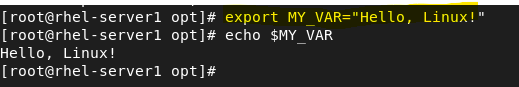 [root@rhel-server1 opt]# export MY_VAR="Hello, Linux!"
[root@rhel-server1 opt]# echo $MY_VAR
Hello, Linux!
[root@rhel-server1 opt]#